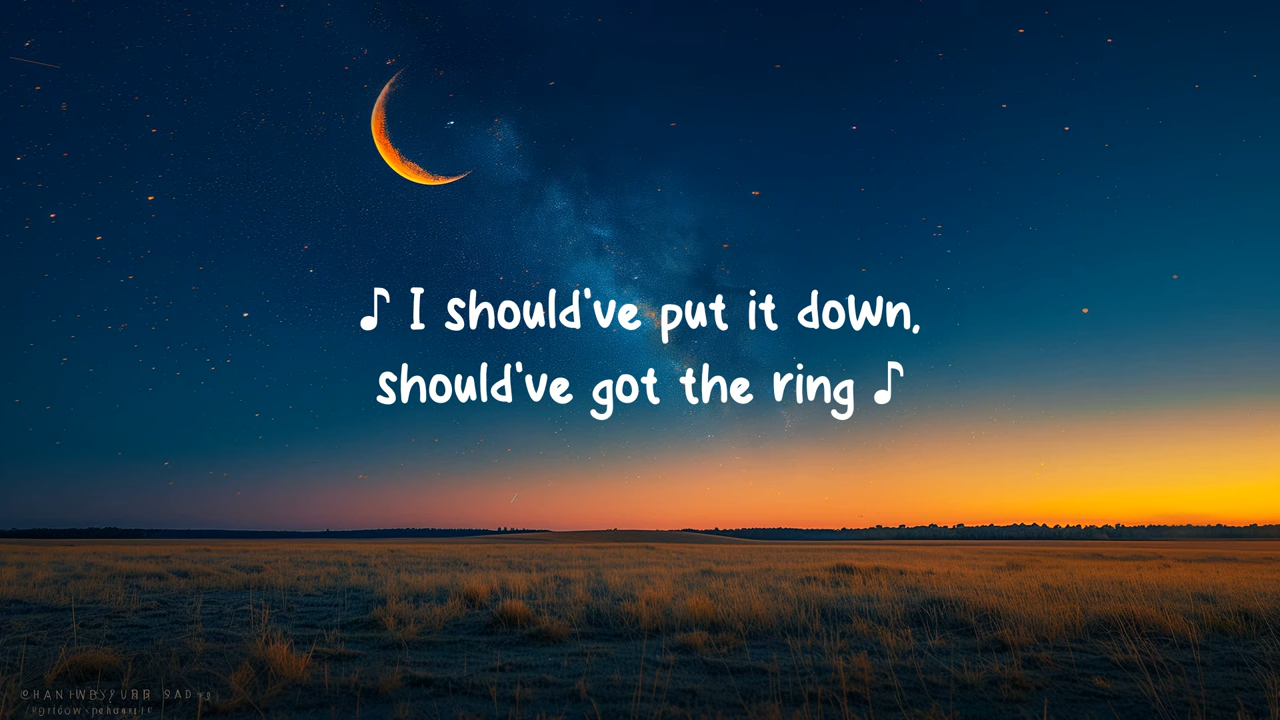 ♪ I should've put it down,
should've got the ring ♪